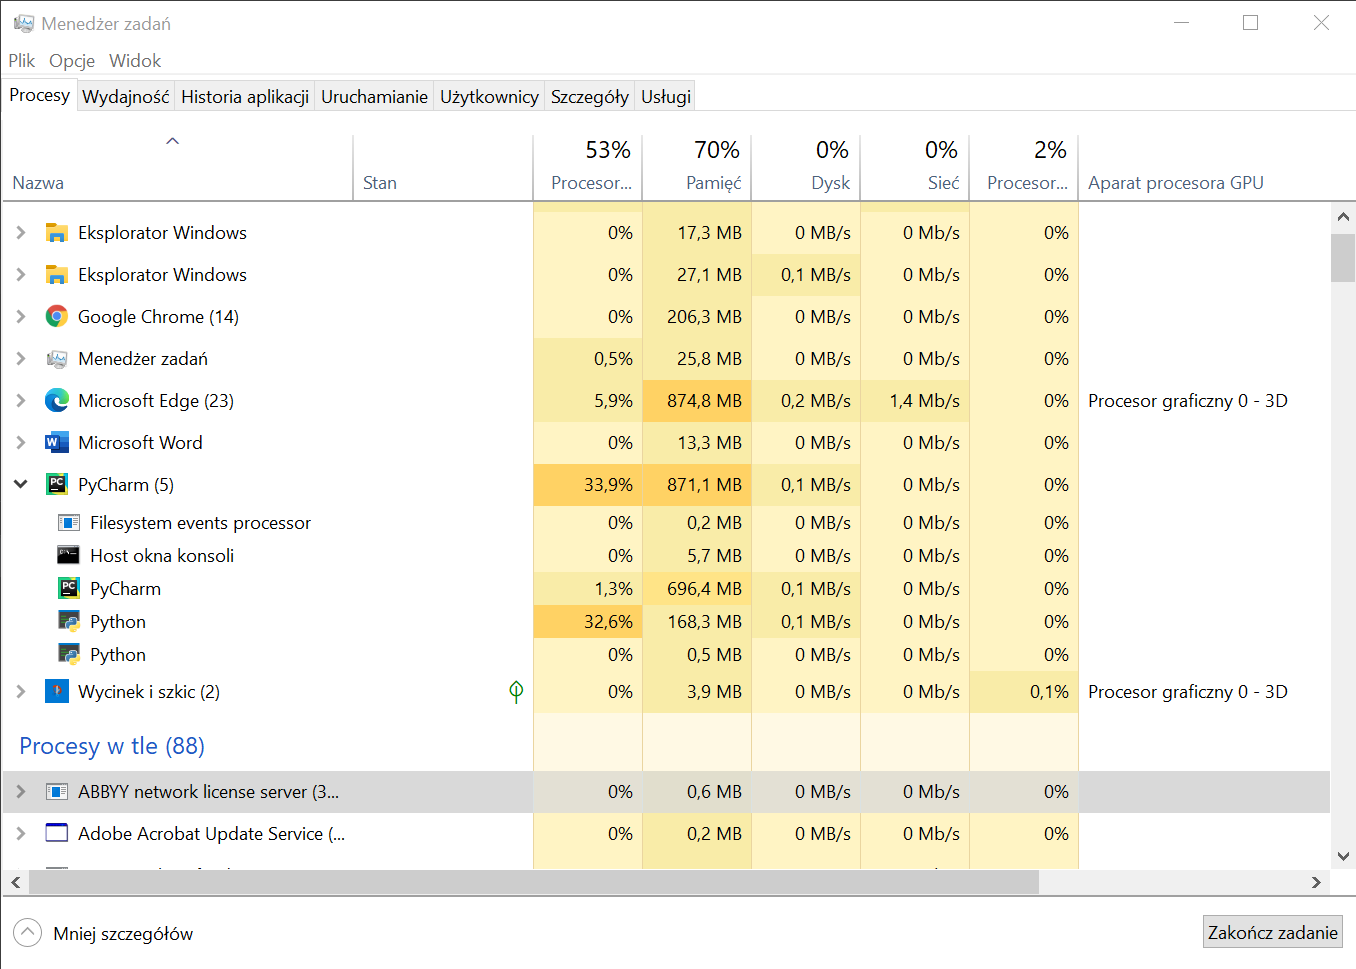 Menedżer zadań
Plik Opcje Widok
Procesy Wydajność Historia aplikacji Uruchamianie Użytkownicy Szczegóły Usługi
53% 70% 0% 0% 2%
Nazwa Stan Procesor... Pamięć Dysk Sieć Procesor... Aparat procesora GPU
Eksplorator Windows 0% 17,3 MB 0 MB/s 0 Mb/s 0%
Eksplorator Windows 0% 27,1 MB 0,1 MB/s 0 Mb/s 0%
Google Chrome (14) 0% 206,3 MB 0 MB/s 0 Mb/s 0%
Menedżer zadań 0,5% 25,8 MB 0 MB/s 0 Mb/s 0%
Microsoft Edge (23) 5,9% 874,8 MB 0,2 MB/s 1,4 Mb/s 0% Procesor graficzny 0 - 3D
Microsoft Word 0% 13,3 MB 0 MB/s 0 Mb/s 0%
PyCharm (5) 33,9% 871,1 MB 0,1 MB/s 0 Mb/s 0%
Filesystem events processor 0% 0,2 MB 0 MB/s 0 Mb/s 0%
Host okna konsoli 0% 5,7 MB 0 MB/s 0 Mb/s 0%
PyCharm 1,3% 696,4 MB 0,1 MB/s 0 Mb/s 0%
Python 32,6% 168,3 MB 0,1 MB/s 0 Mb/s 0%
Python 0% 0,5 MB 0 MB/s 0 Mb/s 0%
Wycinek i szkic (2) 0% 3,9 MB 0 MB/s 0 Mb/s 0,1% Procesor graficzny 0 - 3D
Procesy w tle (88)
ABBYY network license server (3... 0% 0,6 MB 0 MB/s 0 Mb/s 0%
Adobe Acrobat Update Service (... 0% 0,2 MB 0 MB/s 0 Mb/s 0%
Mniej szczegółów
Zakończ zadanie